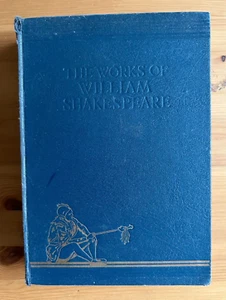 THE WORKS OF
WILLIAM
SHAKESPEARE